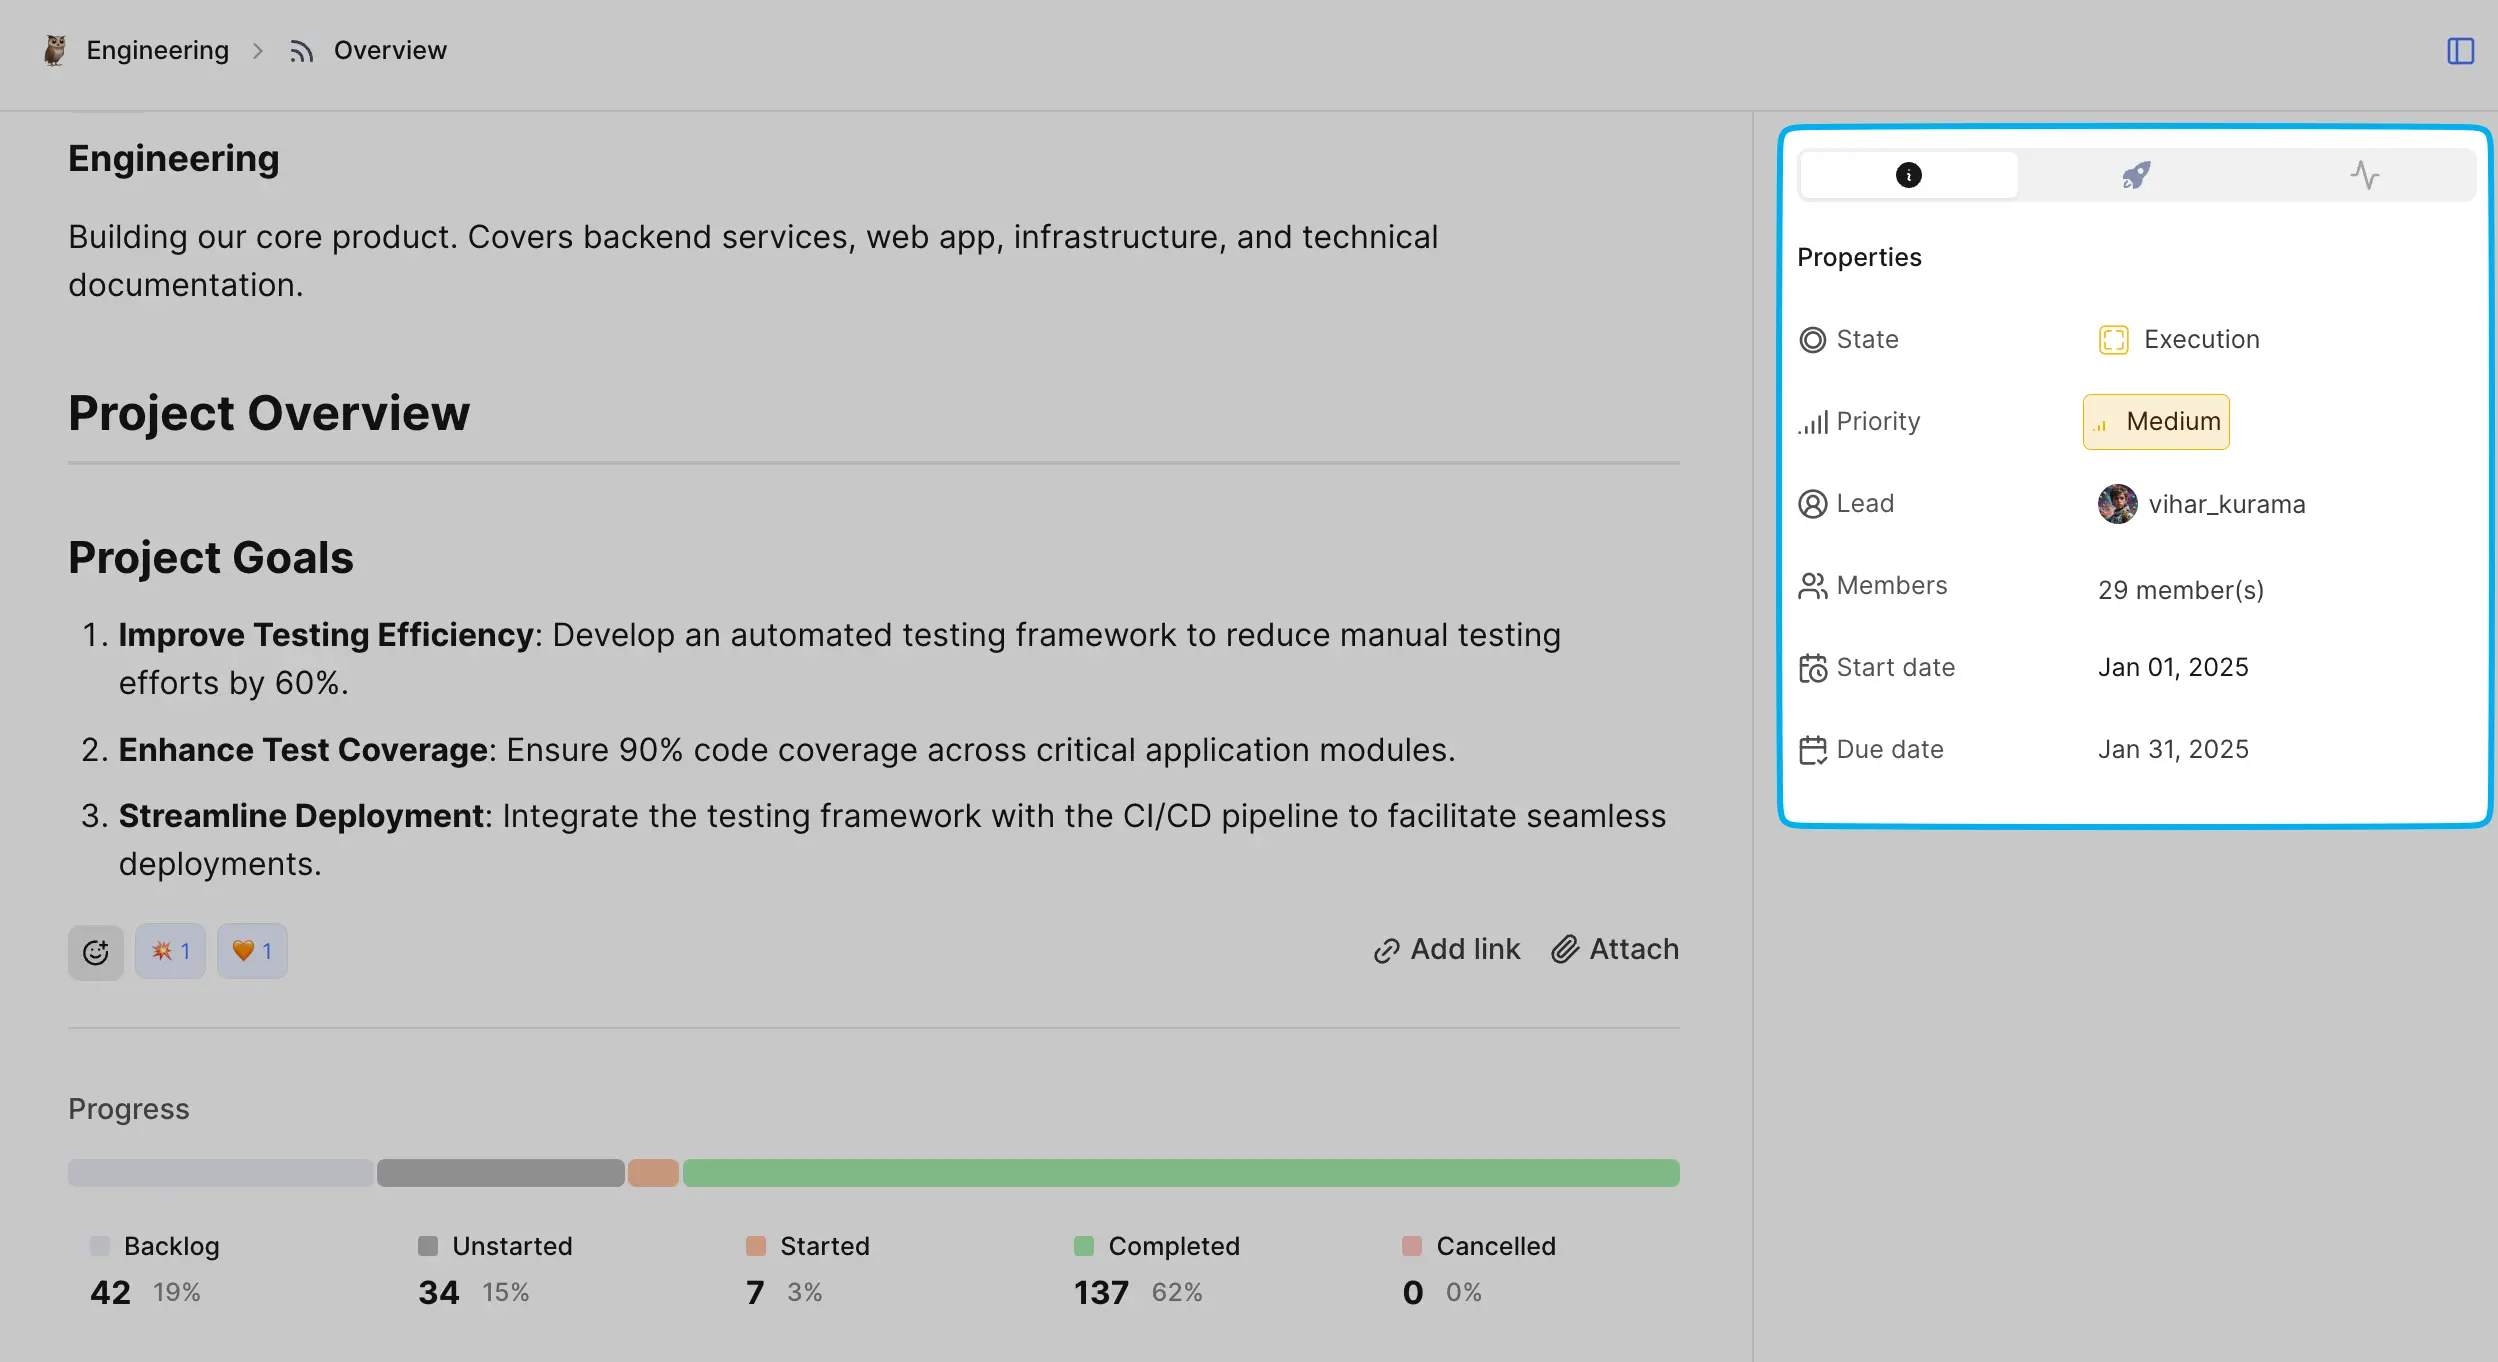 Engineering
Overview
Engineering
Building our core product. Covers backend services, web app, infrastructure, and technical
documentation.
Project Overview
Project Goals
1. Improve Testing Efficiency: Develop an automated testing framework to reduce manual testing
efforts by 60%.
2. Enhance Test Coverage: Ensure 90% code coverage across critical application modules.
3. Streamline Deployment: Integrate the testing framework with the CI/CD pipeline to facilitate seamless
deployments.
1 1
Add link Attach
Progress
Backlog Unstarted Started Completed Cancelled
42 19% 34 15% 7 3% 137 62% 0 0%
Properties
State Execution
Priority Medium
Lead vihar_kurama
Members 29 member(s)
Start date Jan 01, 2025
Due date Jan 31, 2025